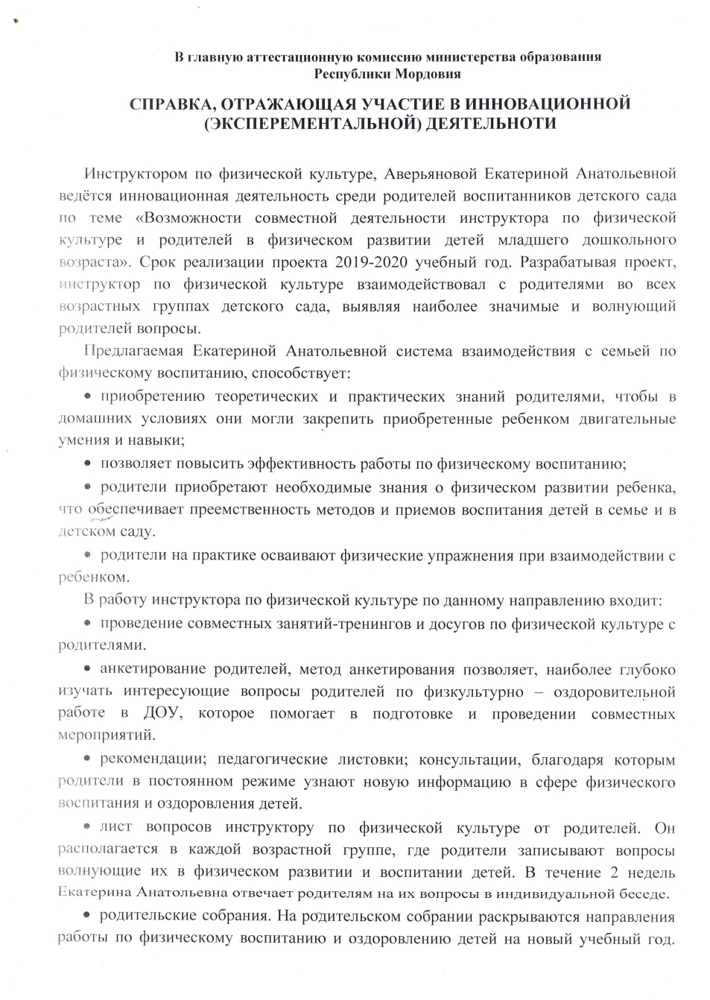 В главную аттестационную комиссию министерства образования
Республики Мордовия
СПРАВКА, ОТРАЖАЮЩАЯ УЧАСТИЕ В ИННОВАЦИОННОЙ
(ЭКСПЕРЕМЕНТАЛЬНОЙ) ДЕЯТЕЛЬНОТИ
Инструктором по физической культуре, Аверьяновой Екатериной Анатольевной
ведётся инновационная деятельность среди родителей воспитанников детского сада
по теме «Возможности совместной деятельности инструктора по физической
культуре и родителей в физическом развитии детей младшего дошкольного
возраста». Срок реализации проекта 2019-2020 учебный год. Разрабатывая проект,
инструктор по физической культуре взаимодействовал с родителями во всех
возрастных группах детского сада, выявляя наиболее значимые и волнующий
родителей вопросы.
Предлагаемая Екатериной Анатольевной система взаимодействия с семьей по
физическому воспитанию, способствует:
• приобретению теоретических и практических знаний родителями, чтобы в
домашних условиях они могли закрепить приобретенные ребенком двигательные
умения и навыки;
• позволяет повысить эффективность работы по физическому воспитанию;
• родители приобретают необходимые знания о физическом развитии ребенка,
что обеспечивает преемственность методов и приемов воспитания детей в семье и в
детском саду.
• родители на практике осваивают физические упражнения при взаимодействии с
ребенком.
В работу инструктора по физической культуре по данному направлению входит:
• проведение совместных занятий-тренингов и досугов по физической культуре с
родителями.
• анкетирование родителей, метод анкетирования позволяет, наиболее глубоко
изучать интересующие вопросы родителей по физкультурно – оздоровительной
работе в ДОУ, которое помогает в подготовке и проведении совместных
мероприятий.
• рекомендации; педагогические листовки; консультации, благодаря которым
родители в постоянном режиме узнают новую информацию в сфере физического
воспитания и оздоровления детей.
• лист вопросов инструктору по физической культуре от родителей. Он
располагается в каждой возрастной группе, где родители записывают вопросы
волнующие их в физическом развитии и воспитании детей. В течение 2 недель
Екатерина Анатольевна отвечает родителям на их вопросы в индивидуальной беседе.
• родительские собрания. На родительском собрании раскрываются направления
работы по физическому воспитанию и оздоровлению детей на новый учебный год.